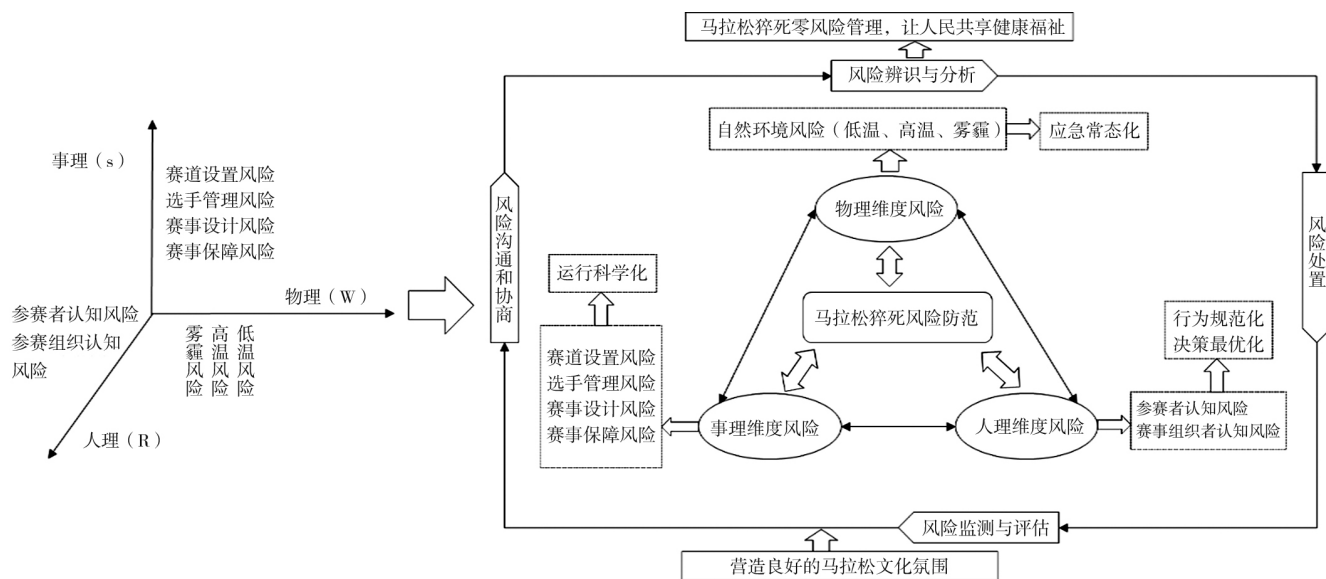 事理（s）
赛道设置风险
选手管理风险
赛事设计风险
赛事保障风险
物理（W）
参赛者认知风险
参赛组织认知
风险
雾霾风险
高温风险
低温风险
人理（R）
马拉松猝死零风险管理，让人民共享健康福祉
风险辨识与分析
自然环境风险（低温、高温、雾霾）
应急常态化
风险沟通和协商
物理维度风险
风险处置
运行科学化
马拉松猝死风险防范
行为规范化
决策最优化
赛道设置风险
选手管理风险
赛事设计风险
赛事保障风险
事理维度风险
人理维度风险
参赛者认知风险
赛事组织者认知风险
风险监测与评估
营造良好的马拉松文化氛围